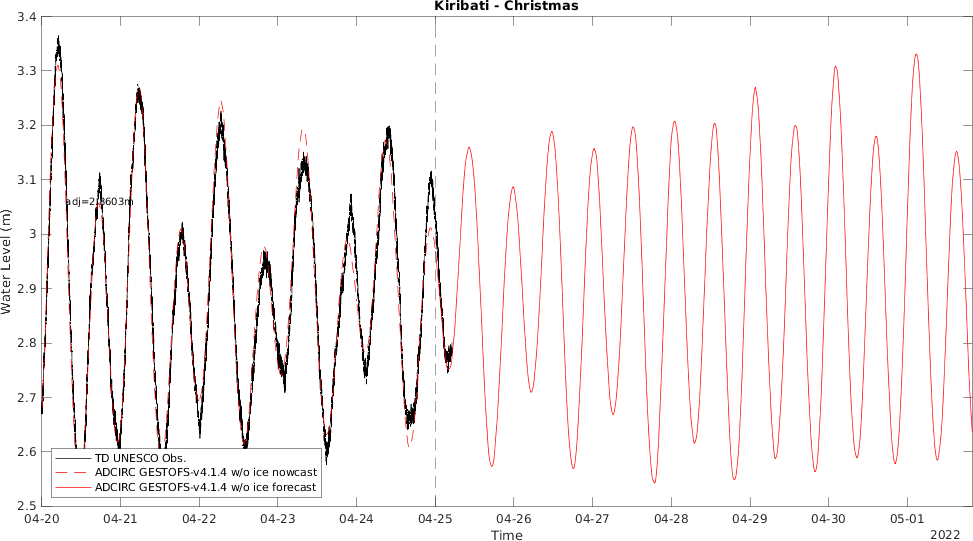 Kiribati - Christmas
3.4
3.3
3.2
3.1
3
2.9
2.8
2.7
2.6
2.5
Water Level (m)
adj=2.8603m
TD UNESCO Obs.
ADCIRC GESTOFS-v4.1.4 w/o ice nowcast
ADCIRC GESTOFS-v4.1.4 w/o ice forecast
04-20 04-21 04-22 04-23 04-24 04-25 04-26 04-27 04-28 04-29 04-30 05-01
Time
2022